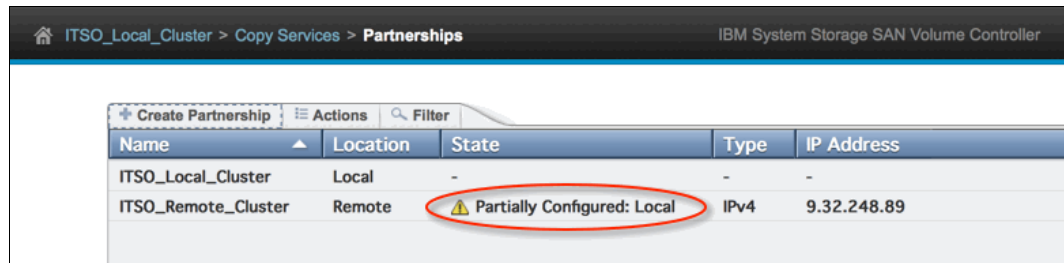 ITSO_Local_Cluster > Copy Services > Partnerships IBM System Storage SAN Volume Controller
Create Partnership Actions Filter
Name Location State Type IP Address
ITSO_Local_Cluster Local - - -
ITSO_Remote_Cluster Remote Partially Configured: Local IPv4 9.32.248.89